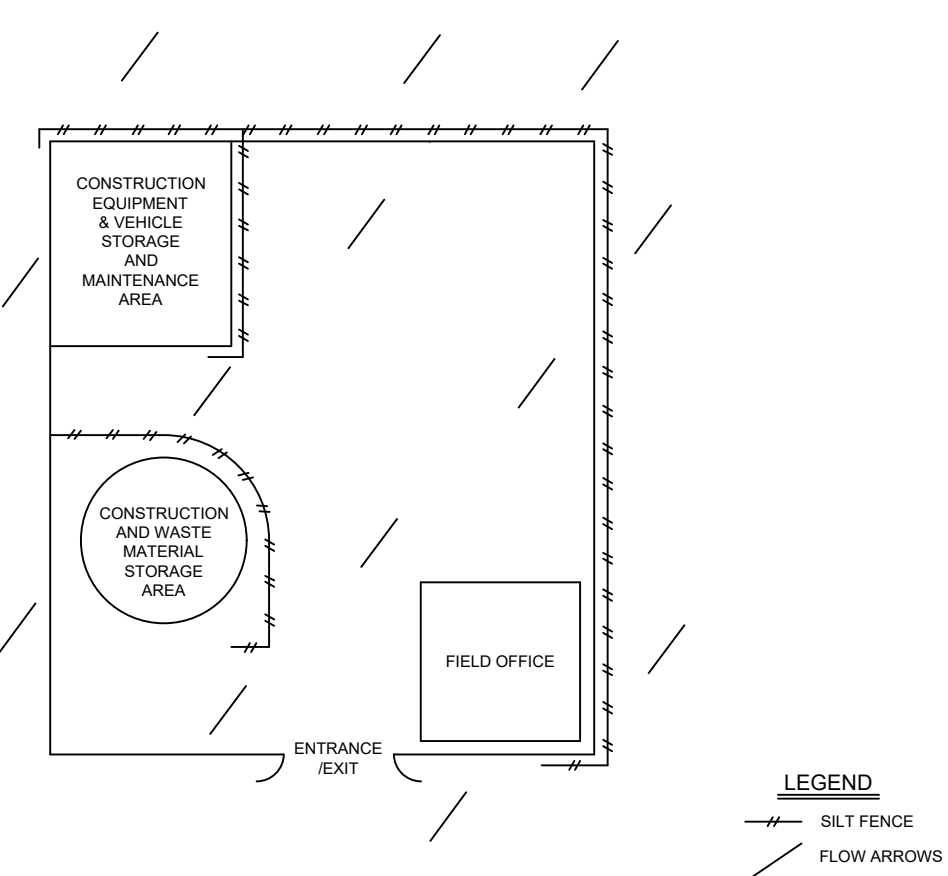 CONSTRUCTION
EQUIPMENT
& VEHICLE
STORAGE
AND
MAINTENANCE
AREA
CONSTRUCTION
AND WASTE
MATERIAL
STORAGE
AREA
FIELD OFFICE
ENTRANCE
/EXIT
LEGEND
SILT FENCE
FLOW ARROWS